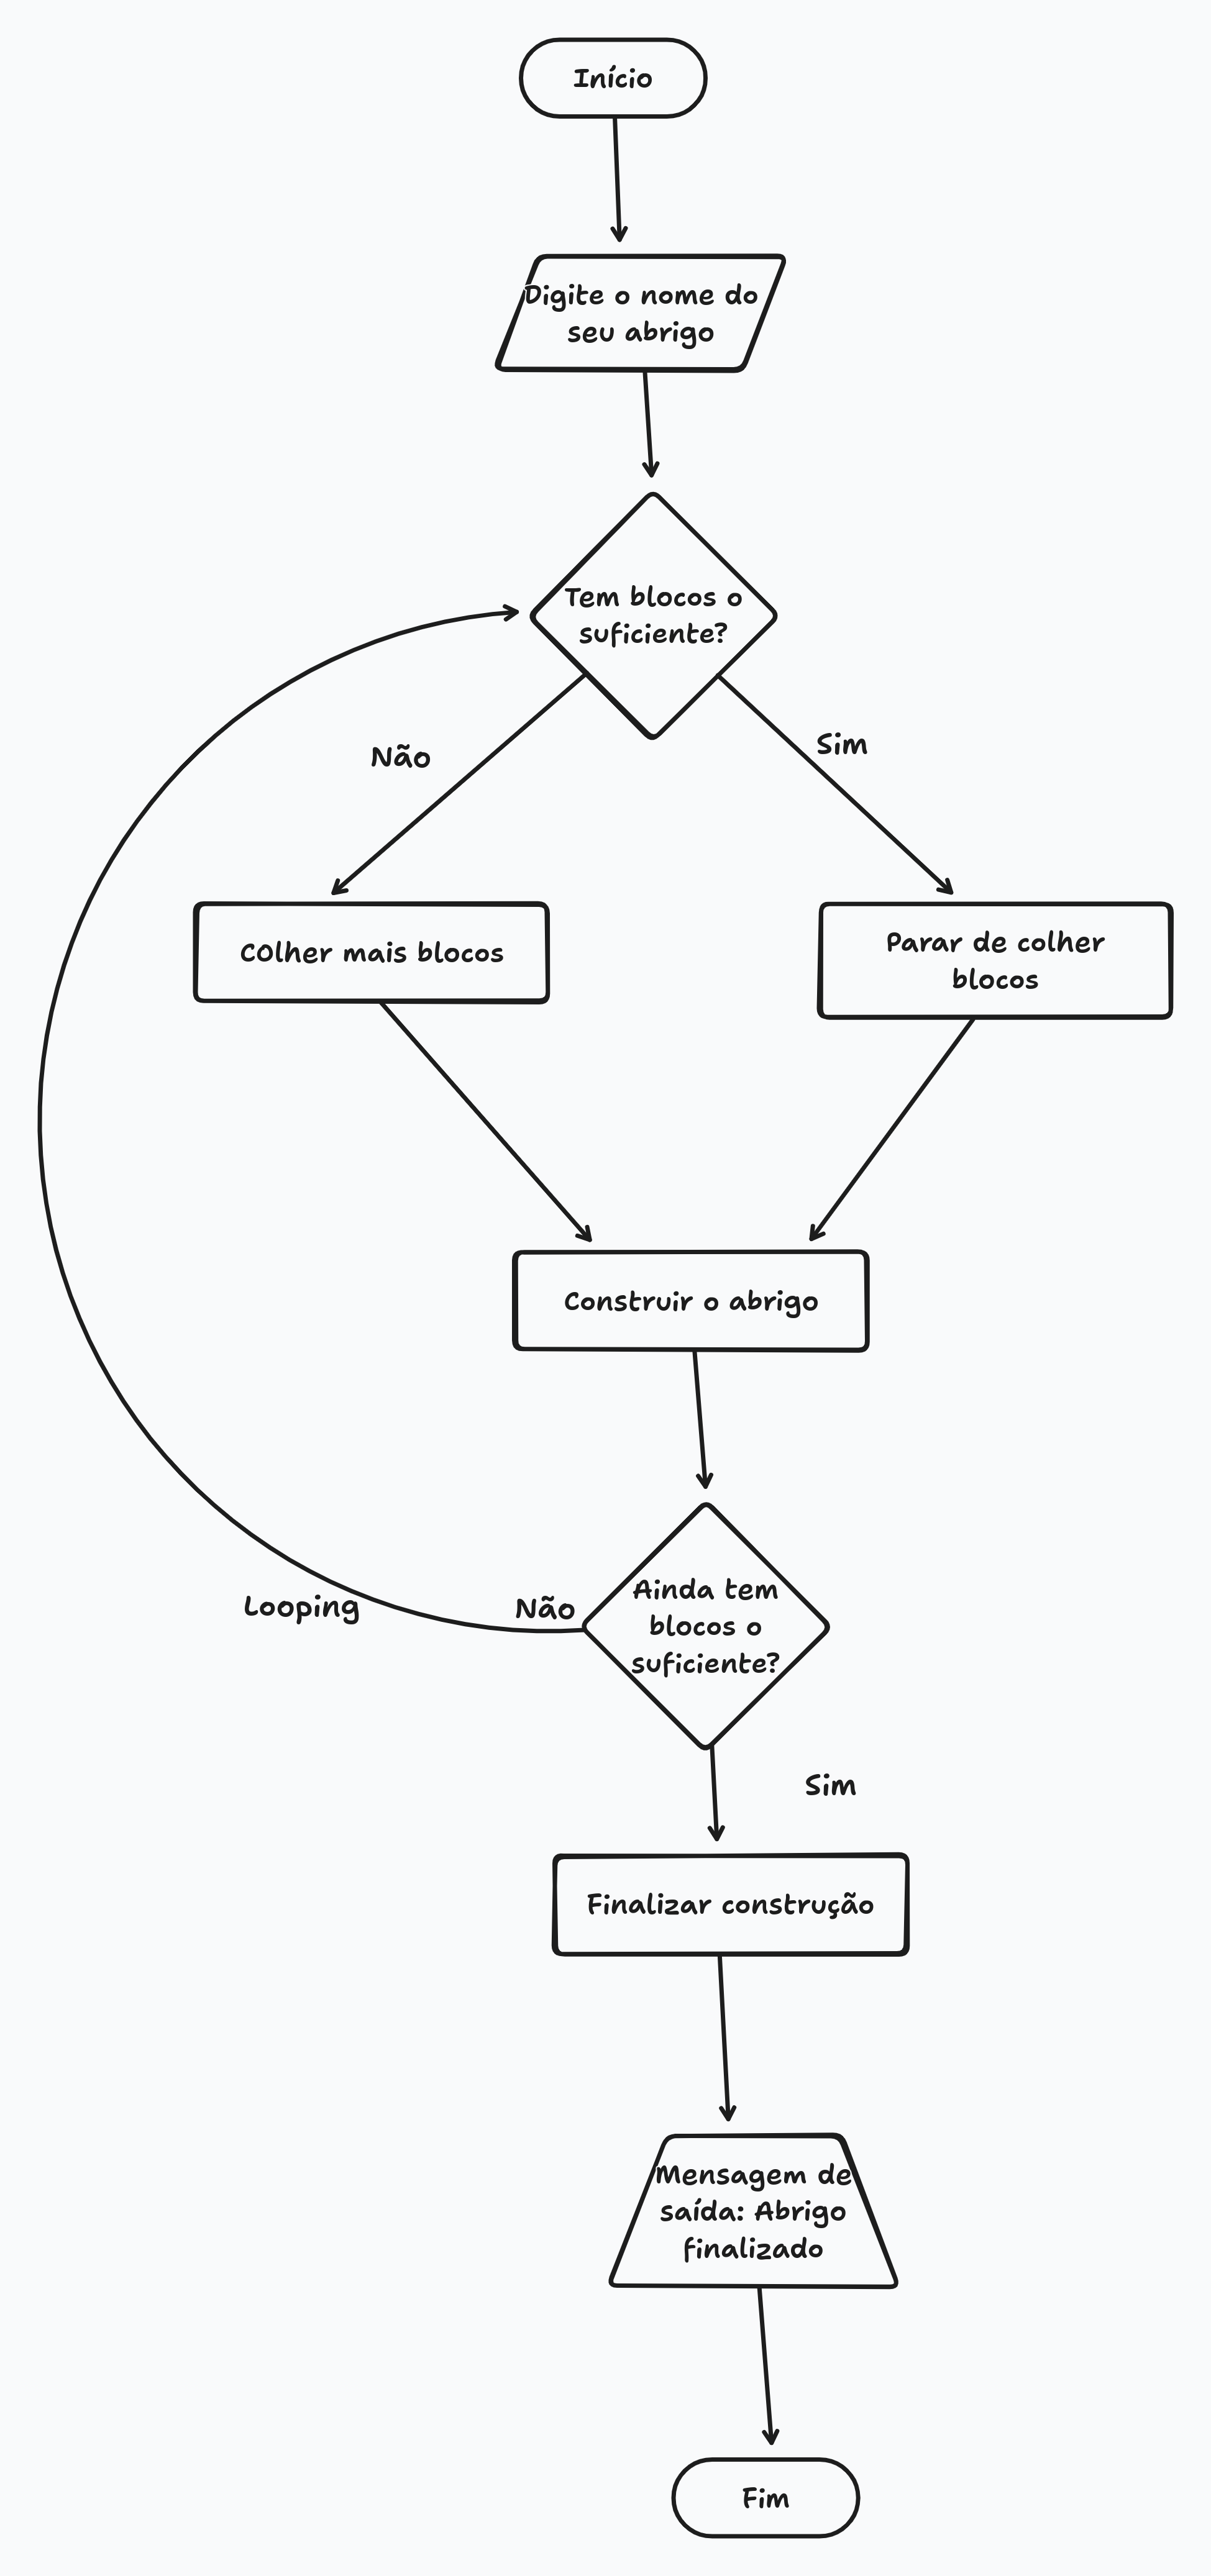 Início
Digite o nome do
seu abrigo
Tem blocos o
suficiente?
Não
Sim
COlher mais blocos
Parar de colher
blocos
Construir o abrigo
Ainda tem
blocos o
suficiente?
Não
Looping
Sim
Finalizar construção
Mensagem de
saída: Abrigo
finalizado
Fim